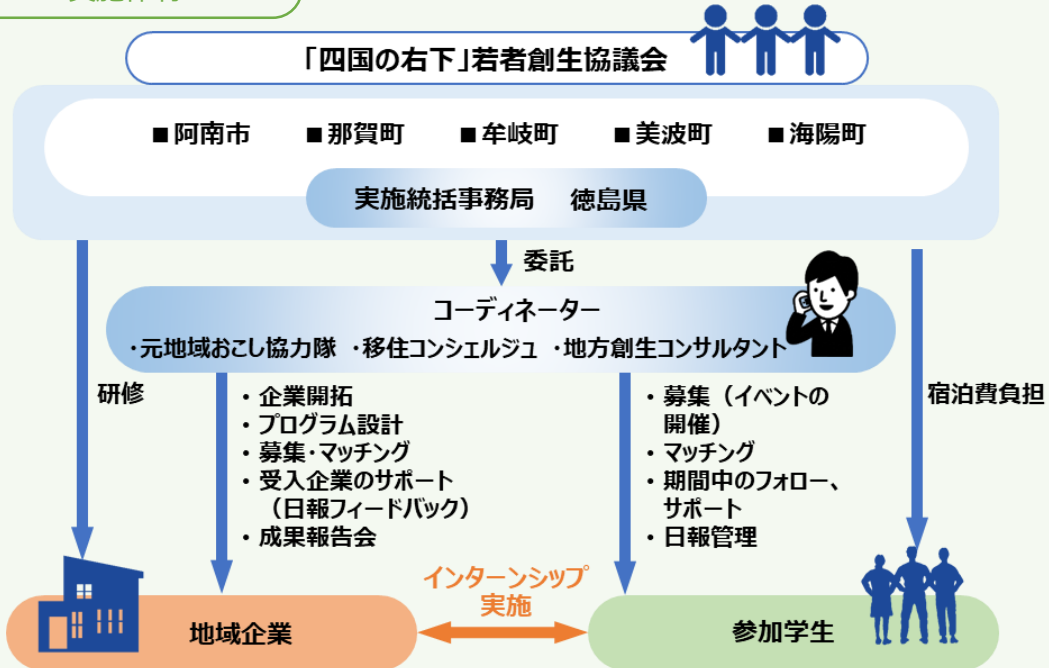 「四国の右下」若者創生協議会
■阿南市 ■那賀町 ■牟岐町 ■美波町 ■海陽町
実施統括事務局 徳島県
委託
コーディネーター
・元地域おこし協力隊 ・移住コンシェルジュ ・地方創生コンサルタント
研修
・企業開拓
・プログラム設計
・募集・マッチング
・受入企業のサポート
（日報フィードバック）
・成果報告会
・募集（イベントの
開催）
・マッチング
・期間中のフォロー、
サポート
・日報管理
宿泊費負担
インターンシップ
実施
地域企業
参加学生